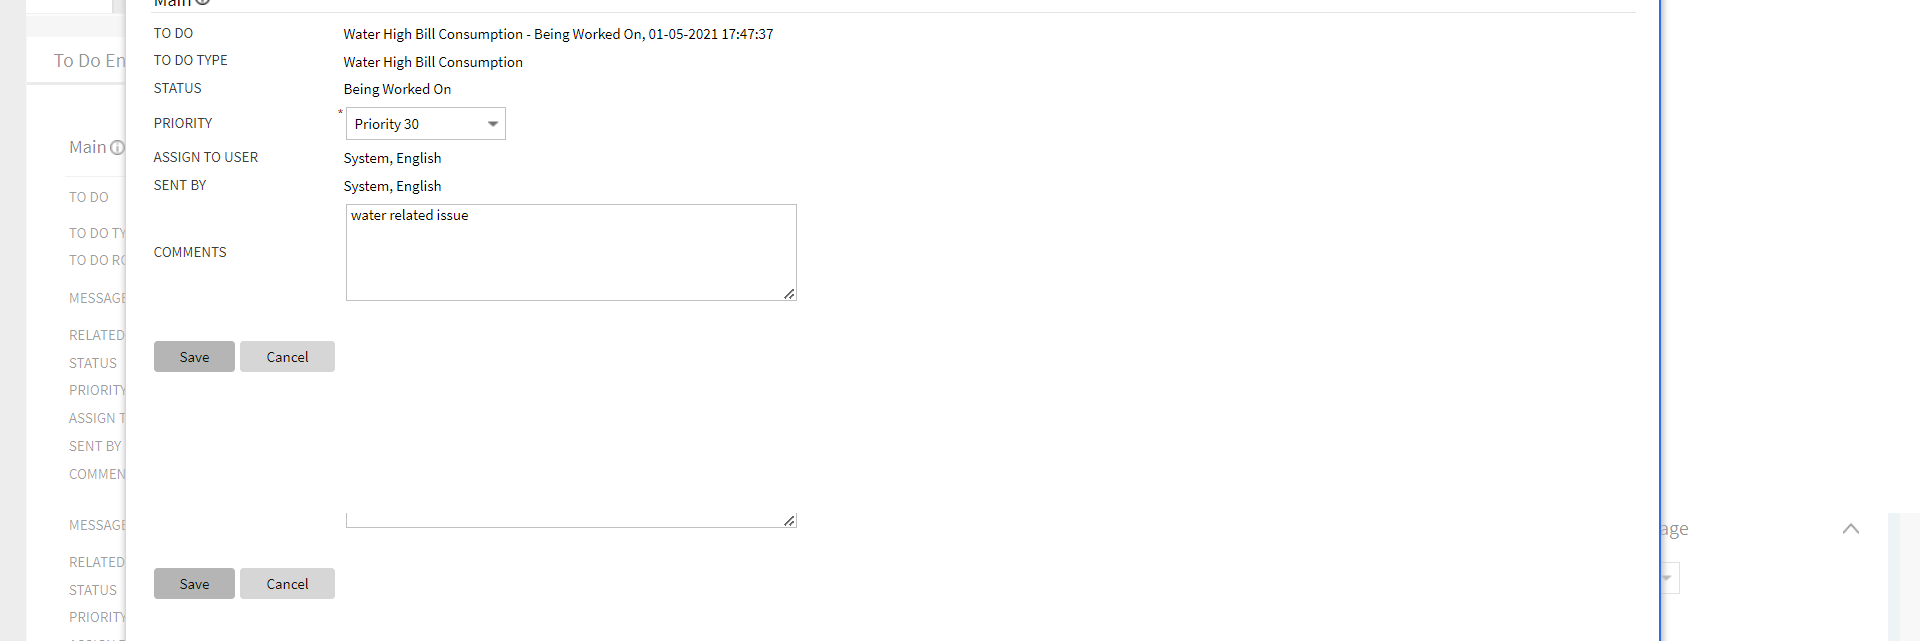 Main
TO DO Water High Bill Consumption - Being Worked On, 01-05-2021 17:47:37
TO DO TYPE Water High Bill Consumption
STATUS Being Worked On
PRIORITY * Priority 30
ASSIGN TO USER System, English
SENT BY System, English
COMMENTS water related issue
Save Cancel
Save Cancel
To Do En
Main
TO DO
TO DO TY
TO DO RO
MESSAGE
RELATED
STATUS
PRIORITY
ASSIGN T
SENT BY
COMMEN
MESSAGE
RELATED
STATUS
PRIORITY
age